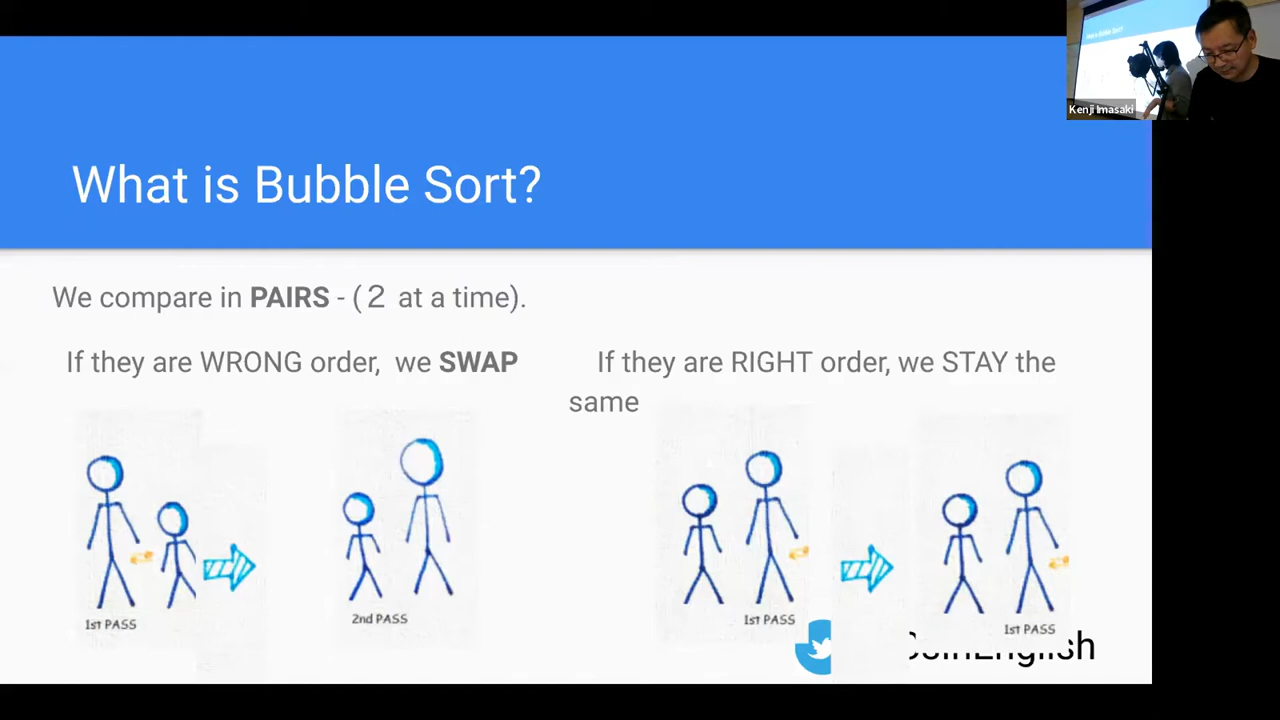 What is Bubble Sort?
Kenji Imasaki
We compare in PAIRS - (２ at a time).
If they are WRONG order, we SWAP
If they are RIGHT order, we STAY the
same
1st PASS
2nd PASS
1st PASS
1st PASS